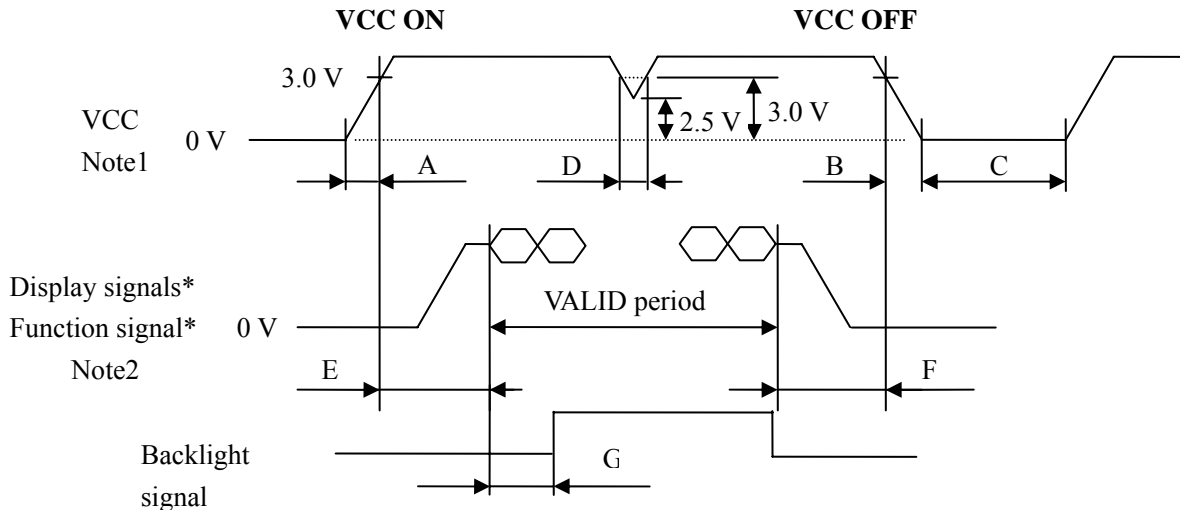 VCC ON
VCC OFF
3.0 V
VCC
Note1
0 V
2.5 V
3.0 V
A
D
B
C
Display signals*
Function signal*
Note2
0 V
VALID period
E
F
Backlight
signal
G